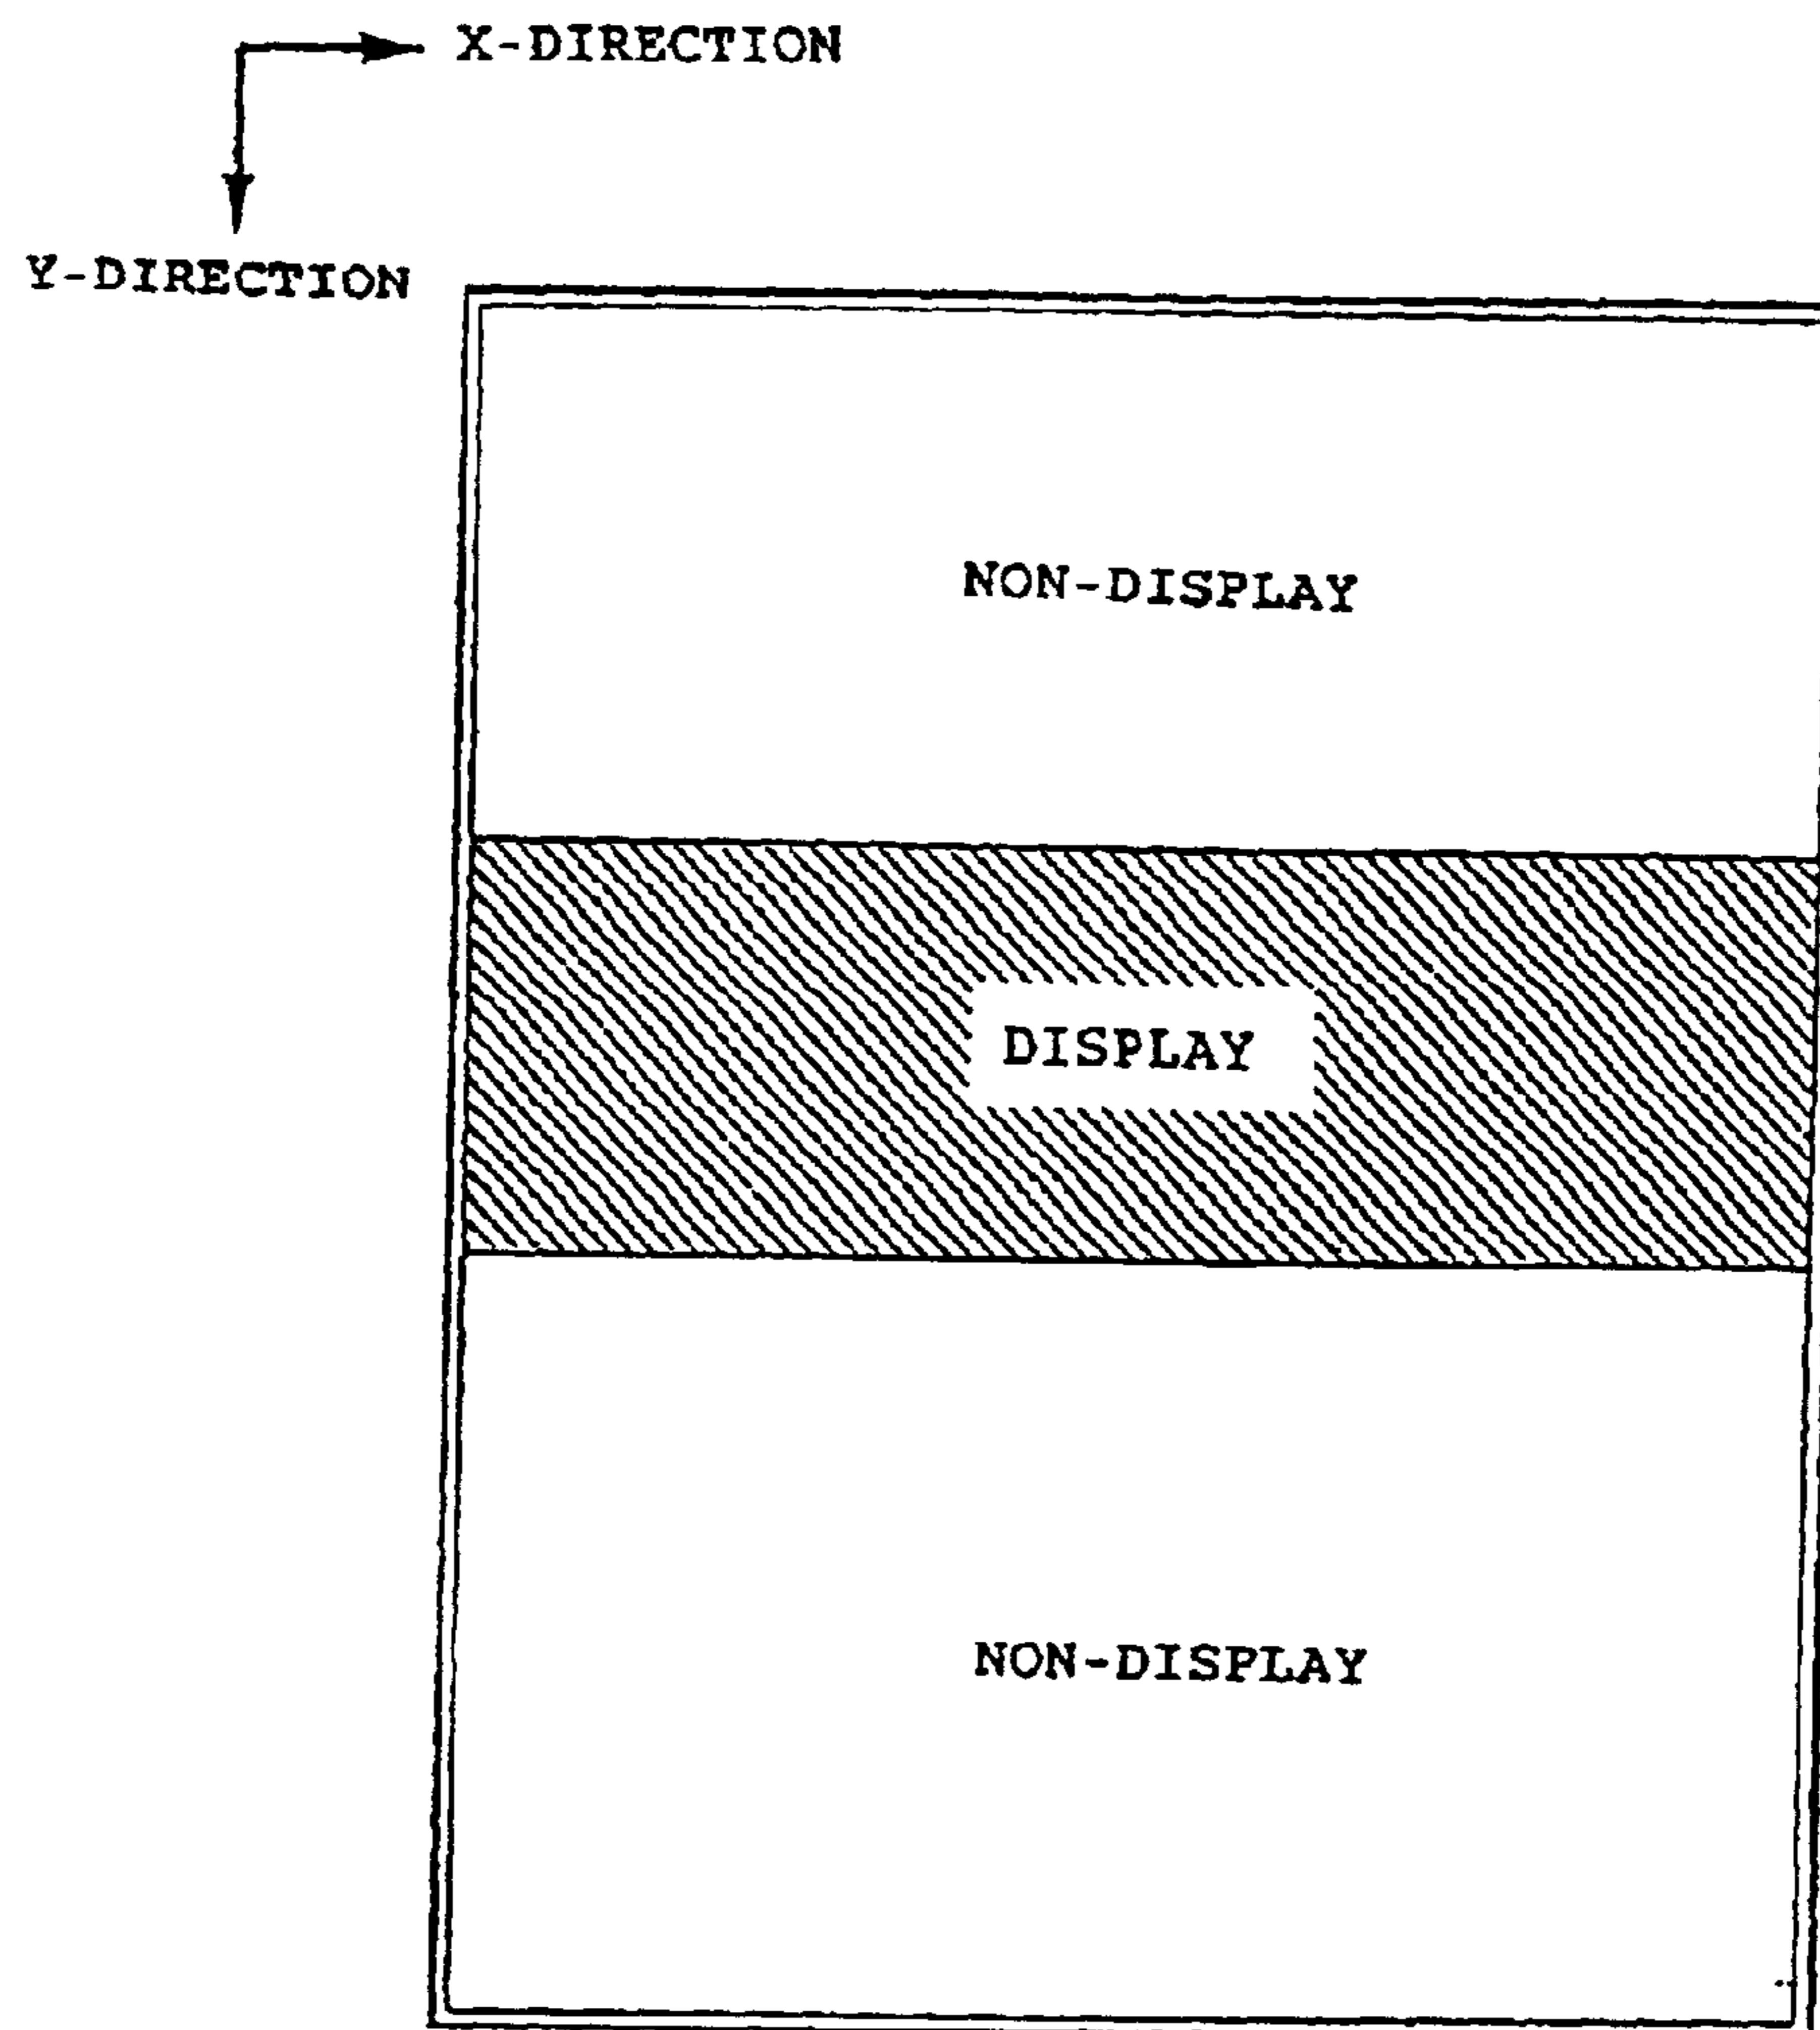 X-DIRECTION
Y-DIRECTION
NON-DISPLAY
DISPLAY
NON-DISPLAY